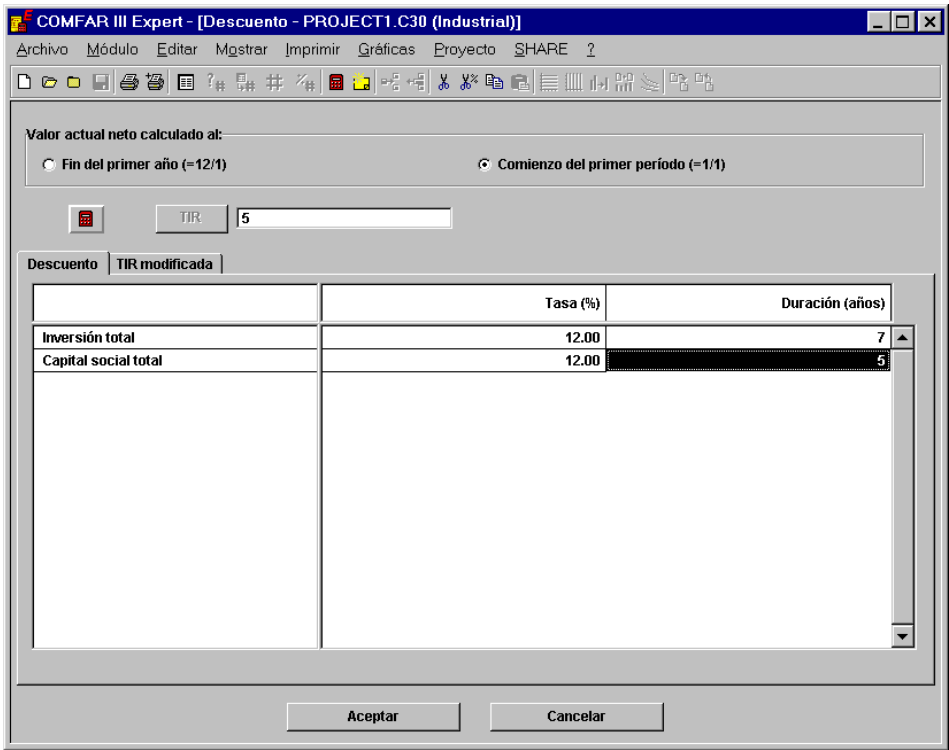 COMFAR III Expert - [Descuento - PROJECT1.C30 (Industrial)]
Archivo Módulo Editar Mostrar Imprimir Gráficas Proyecto SHARE ?
Valor actual neto calculado al:
Fin del primer año (=12/1) Comienzo del primer período (=1/1)
TIR 5
Descuento TIR modificada
Tasa (%) Duración (años)
Inversión total 12.00 7
Capital social total 12.00 5
Aceptar Cancelar